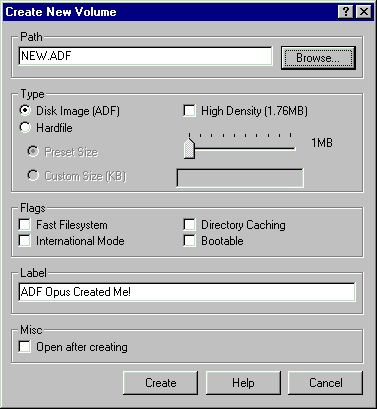 Create New Volume
Path
NEW.ADF
Browse...
Type
Disk Image (ADF)
High Density (1.76MB)
Hardfile
Preset Size
1MB
Custom Size (KB)
Flags
Fast Filesystem
Directory Caching
International Mode
Bootable
Label
ADF Opus Created Me!
Misc
Open after creating
Create
Help
Cancel